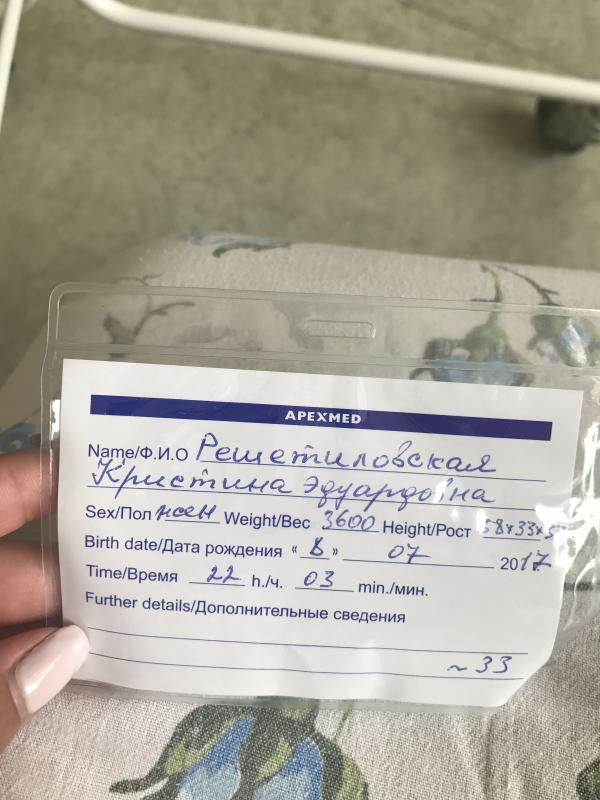 APEXMED
Name/Ф.И.О Решетиловская
Кристина Эдуардовна
Sex/Пол жен Weight/Вес 3600 Height/Рост
Birth date/Дата рождения « 8 » 07 2017
Time/Время 22 h./ч. 03 min./мин.
Further details/Дополнительные сведения
~33